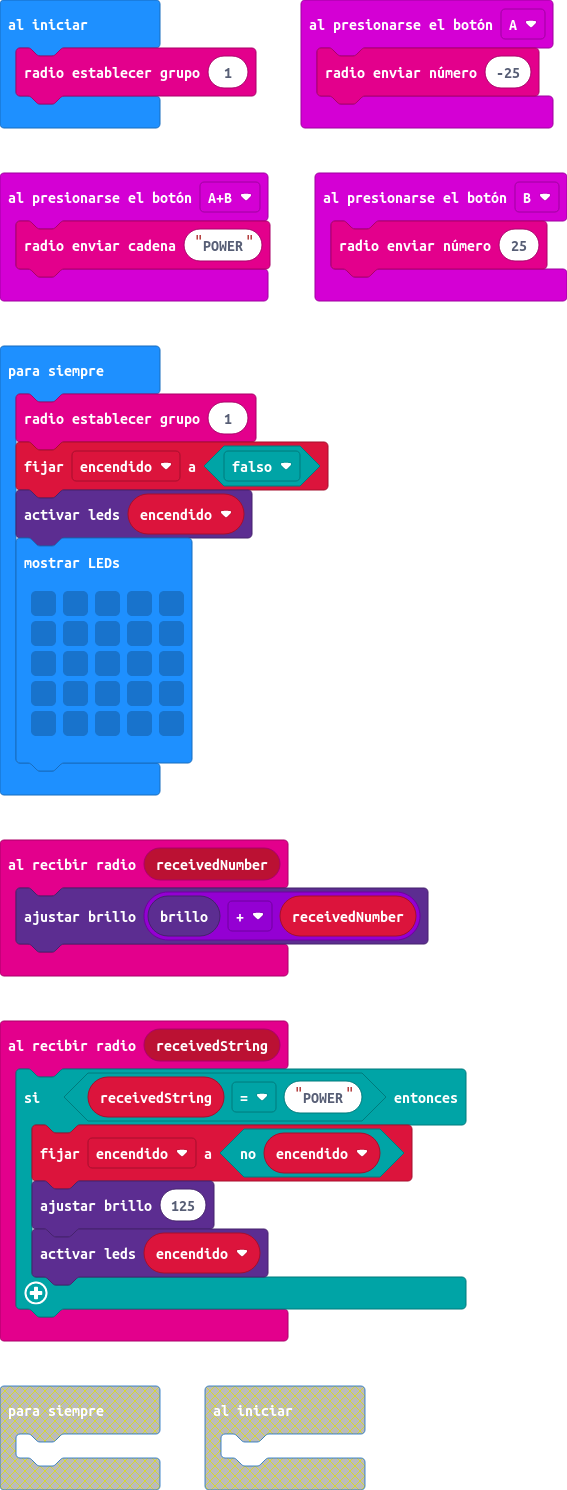 al iniciar
radio establecer grupo 1
al presionarse el botón A
radio enviar número -25
al presionarse el botón A+B
radio enviar cadena "POWER"
al presionarse el botón B
radio enviar número 25
para siempre
radio establecer grupo 1
fijar encendido a falso
activar leds encendido
mostrar LEDs
al recibir radio receivedNumber
ajustar brillo brillo + receivedNumber
al recibir radio receivedString
si receivedString = "POWER" entonces
fijar encendido a no encendido
ajustar brillo 125
activar leds encendido
para siempre
al iniciar